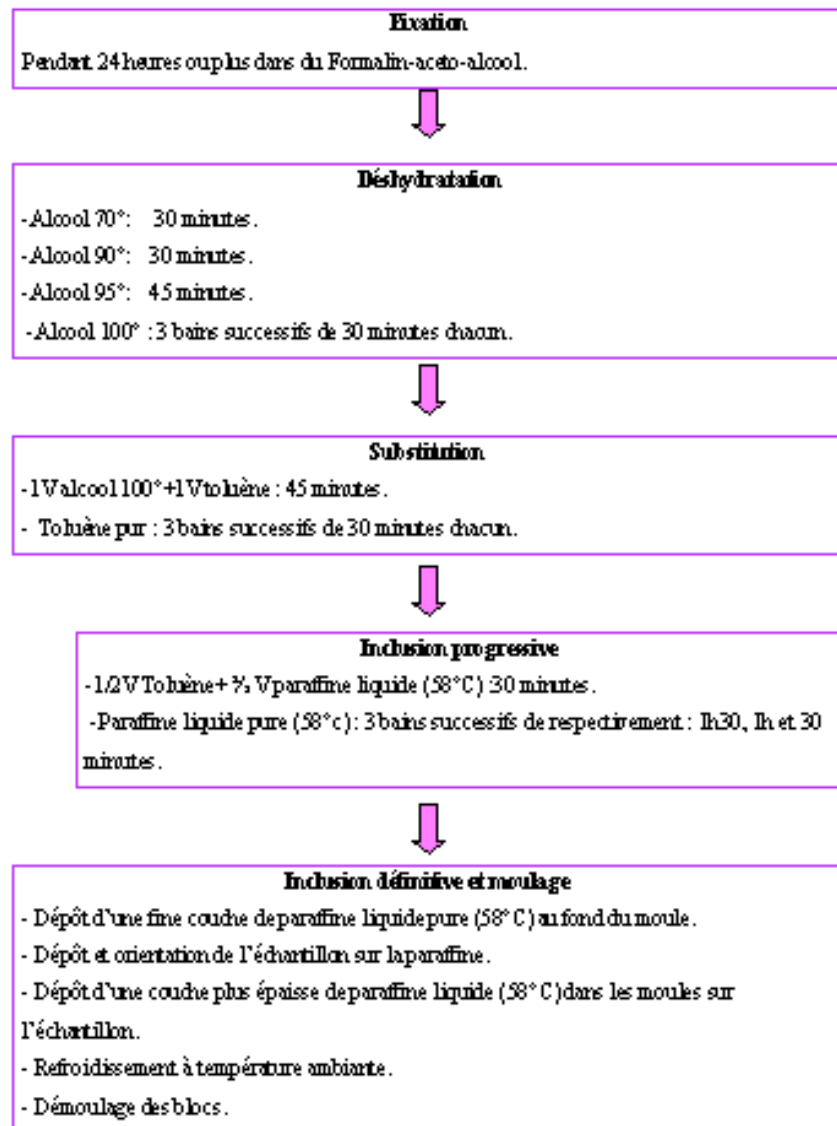 Fixation
Pendant 24 heures ou plus dans du Formalin-aceto-alcool.
Déshydratation
-Alcool 70°: 30 minutes.
-Alcool 90°: 30 minutes.
-Alcool 95°: 45 minutes.
-Alcool 100° : 3 bains successifs de 30 minutes chacun.
Substitution
-1V alcool 100°+1V toluène : 45 minutes.
- Toluène pur : 3 bains successifs de 30 minutes chacun.
Inclusion progressive
-1/2V Toluène+ V paraffine liquide (58°C) :30 minutes.
-Paraffine liquide pure (58°c) : 3 bains successifs de respectivement : 1h30, 1h et 30
minutes.
Inclusion définitive et moulage
- Dépôt d'une fine couche de paraffine liquide pure (58°C) au fond du moule.
- Dépôt et orientation de l'échantillon sur la paraffine.
- Dépôt d'une couche plus épaisse de paraffine liquide (58°C) dans les moules sur
l'échantillon.
- Refroidissement à température ambiante.
- Démoulage des blocs.